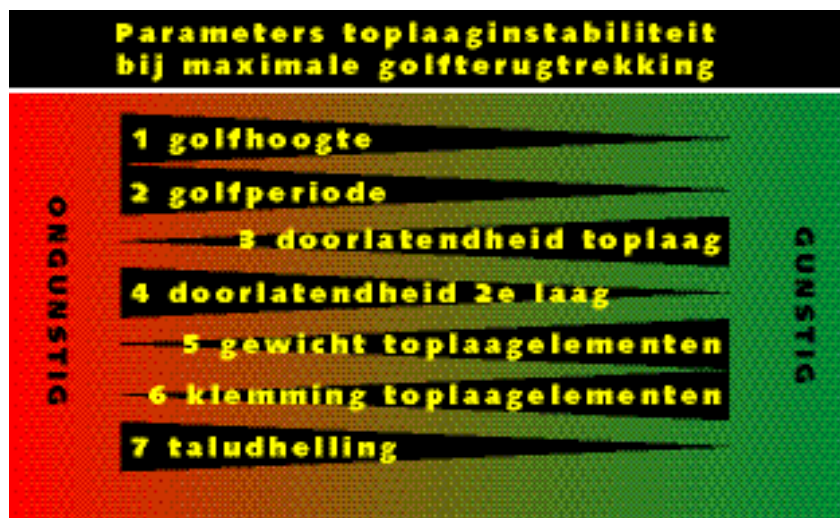 Parameters toplaaginstabiliteit
bij maximale golfterugtrekking
1 golfhoogte
2 golfperiode
3 doorlatendheid toplaag
4 doorlatendheid 2e laag
5 gewicht toplaagelementen
6 klemming toplaagelementen
7 taludhelling
ONGUNSTIG
GUNSTIG